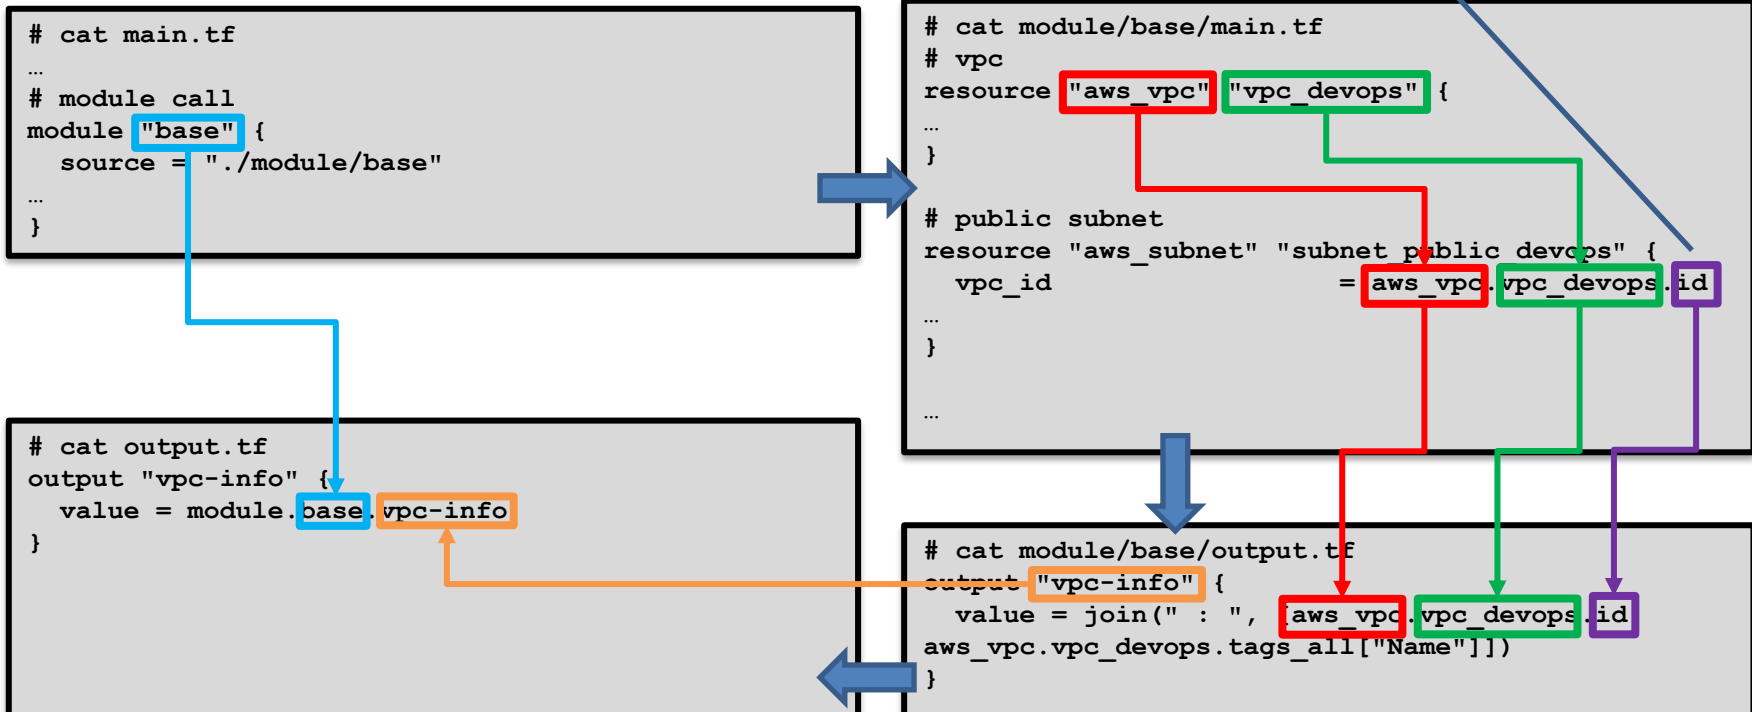 # cat main.tf
…
# module call
module "base" {
  source = "./module/base"
…
}
# cat module/base/main.tf
# vpc
resource "aws_vpc" "vpc_devops" {
…
}
# public subnet
resource "aws_subnet" "subnet_public_devops" {
  vpc_id = aws_vpc.vpc_devops.id
…
}
…
# cat output.tf
output "vpc-info" {
  value = module.base.vpc-info
}
# cat module/base/output.tf
output "vpc-info" {
  value = join(" : ", [aws_vpc.vpc_devops.id
aws_vpc.vpc_devops.tags_all["Name"]])
}